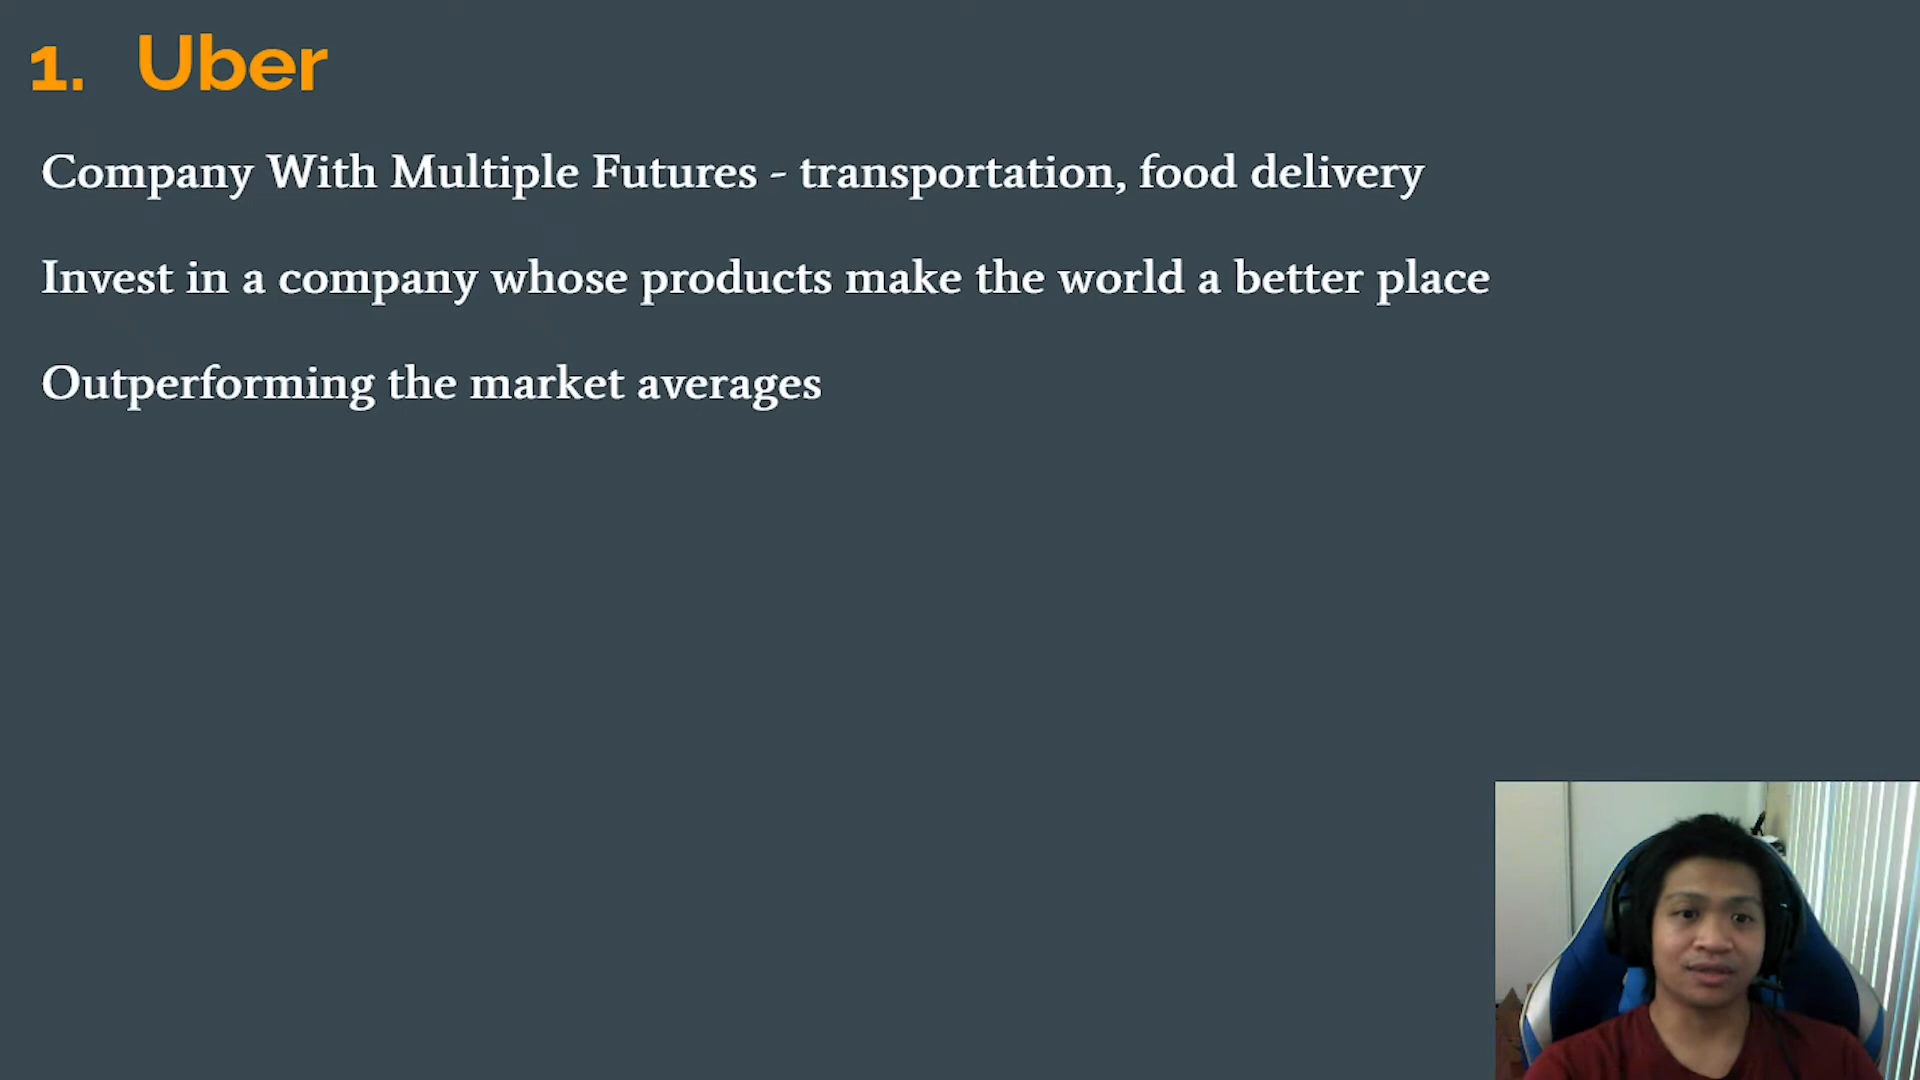 1. Uber
Company With Multiple Futures - transportation, food delivery
Invest in a company whose products make the world a better place
Outperforming the market averages